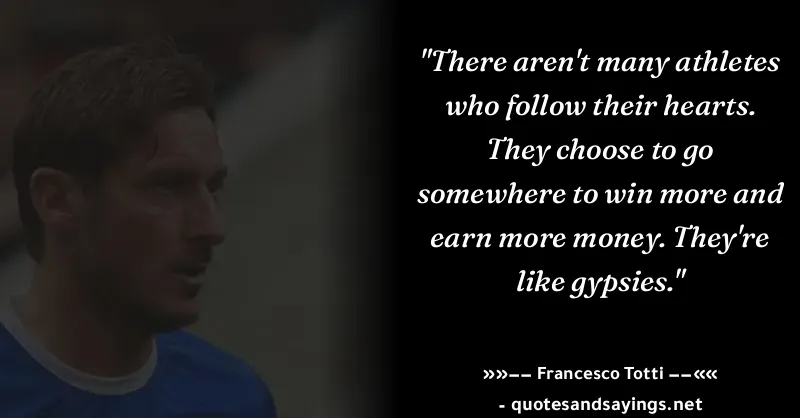 "There aren't many athletes
who follow their hearts.
They choose to go
somewhere to win more and
earn more money. They're
like gypsies."
»»–– Francesco Totti ––««
- quotesandsayings.net